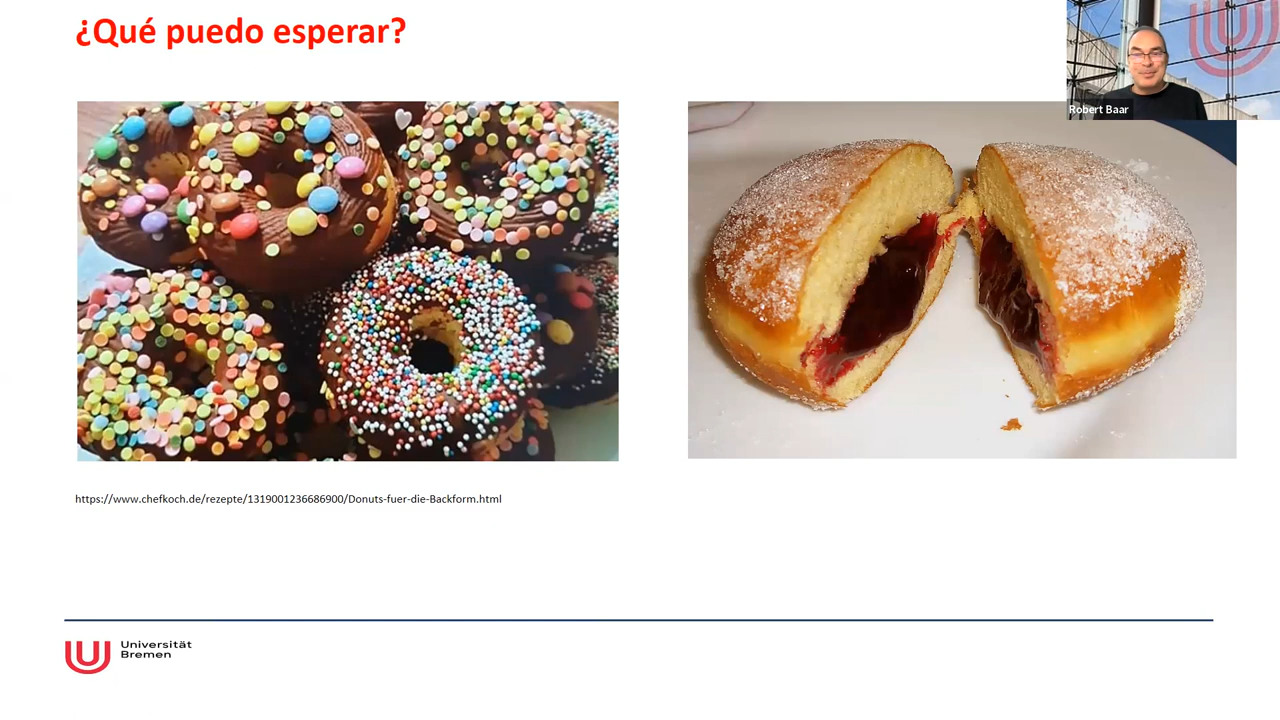 ¿Qué puedo esperar?
Robert Baar
https://www.chefkoch.de/rezepte/1319001236686900/Donuts-fuer-die-Backform.html
Universität
Bremen